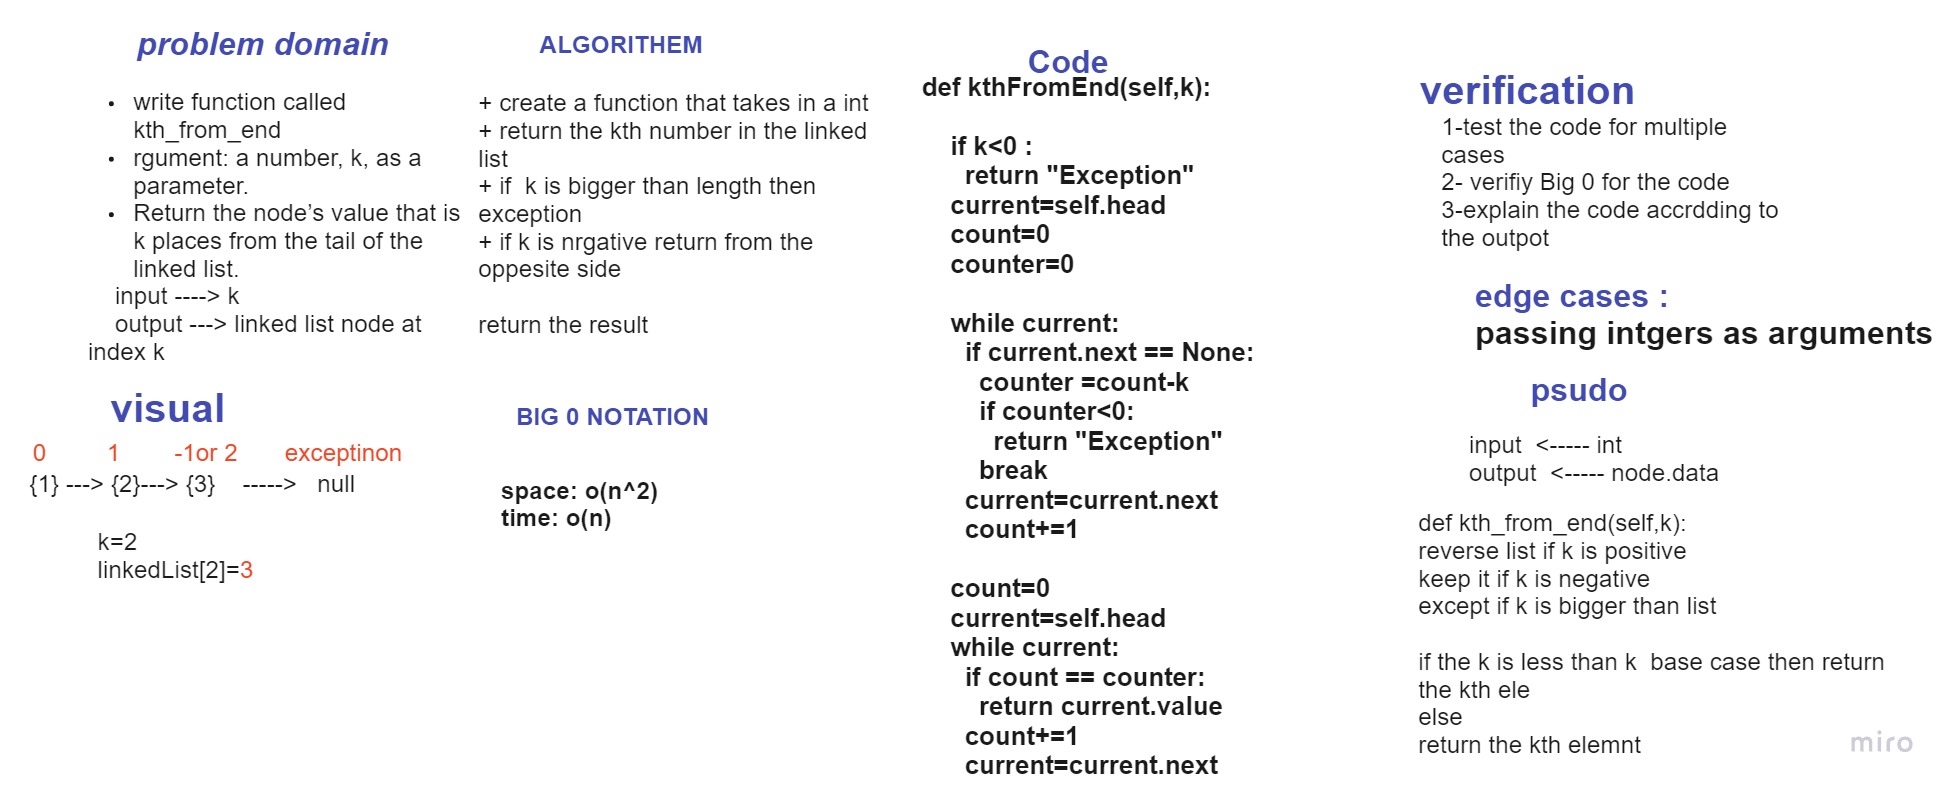 problem domain
• write function called
kth_from_end
• rgument: a number, k, as a
parameter.
• Return the node’s value that is
k places from the tail of the
linked list.
input ----> k
output ---> linked list node at
index k
visual
0 1 -1or 2 exceptinon
{1} ---> {2}---> {3} -----> null
k=2
linkedList[2]=3
ALGORITHEM
+ create a function that takes in a int
+ return the kth number in the linked
list
+ if k is bigger than length then
exception
+ if k is nrgative return from the
oppesite side
return the result
BIG 0 NOTATION
space: o(n^2)
time: o(n)
Code
def kthFromEnd(self,k):
if k<0 :
return "Exception"
current=self.head
count=0
counter=0
while current:
if current.next == None:
counter =count-k
if counter<0:
return "Exception"
break
current=current.next
count+=1
count=0
current=self.head
while current:
if count == counter:
return current.value
count+=1
current=current.next
verification
1-test the code for multiple
cases
2- verifiy Big 0 for the code
3-explain the code accrdding to
the outpot
edge cases :
passing intgers as arguments
psudo
input <----- int
output <----- node.data
def kth_from_end(self,k):
reverse list if k is positive
keep it if k is negative
except if k is bigger than list
if the k is less than k base case then return
the kth ele
else
return the kth elemnt
miro